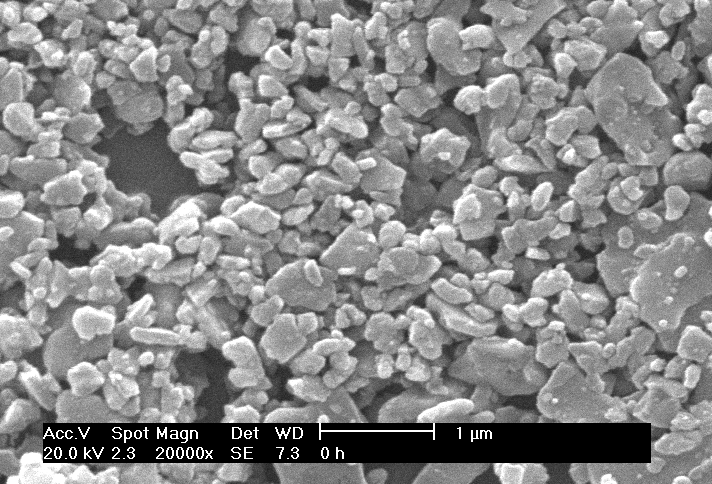 Acc.V Spot Magn Det WD 1 µm
20.0 kV 2.3 20000x SE 7.3 0 h